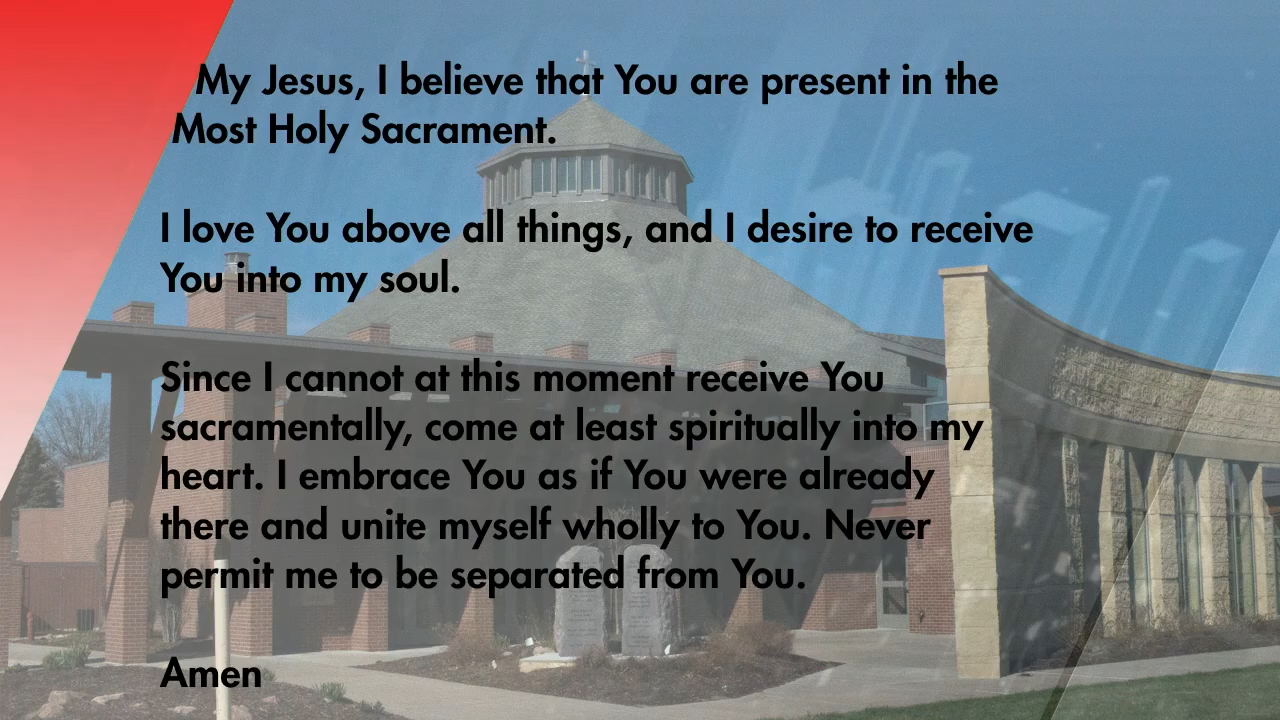 My Jesus, I believe that You are present in the
Most Holy Sacrament.
I love You above all things, and I desire to receive
You into my soul.
Since I cannot at this moment receive You
sacramentally, come at least spiritually into my
heart. I embrace You as if You were already
there and unite myself wholly to You. Never
permit me to be separated from You.
Amen